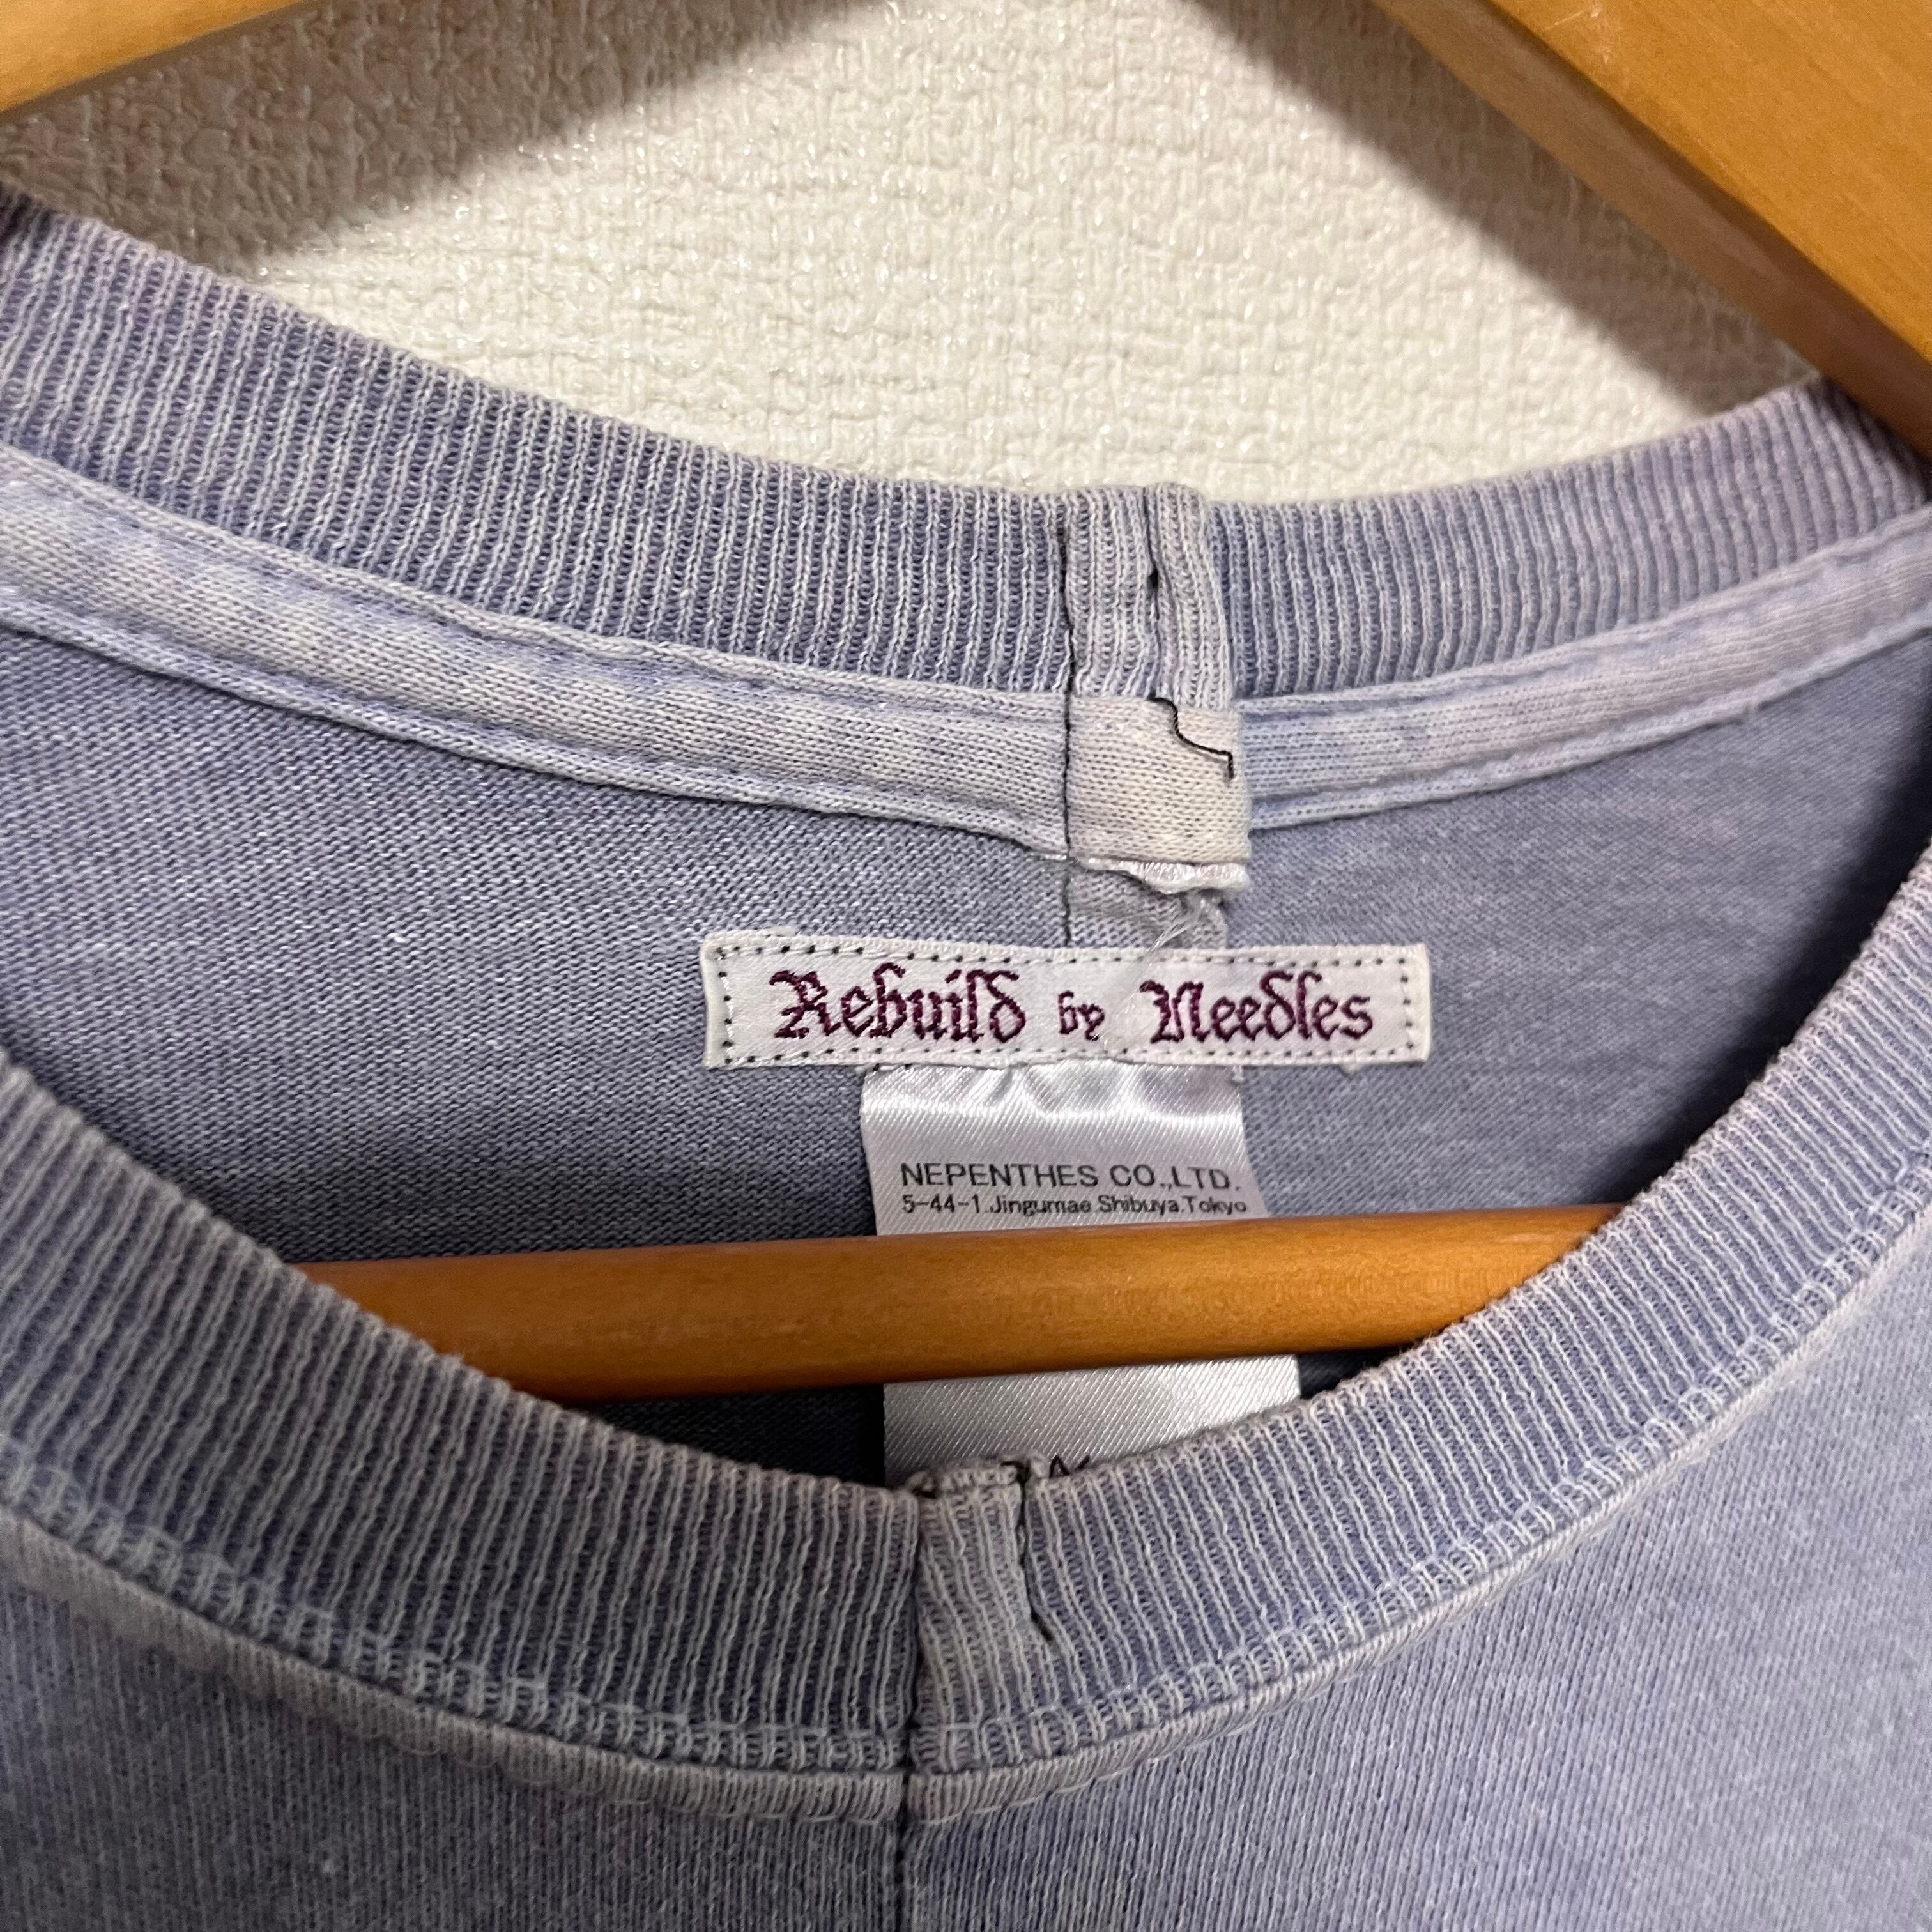 Rebuild by Needles
NEPENTHES CO.,LTD.
5-44-1.Jingumae.Shibuya.Tokyo